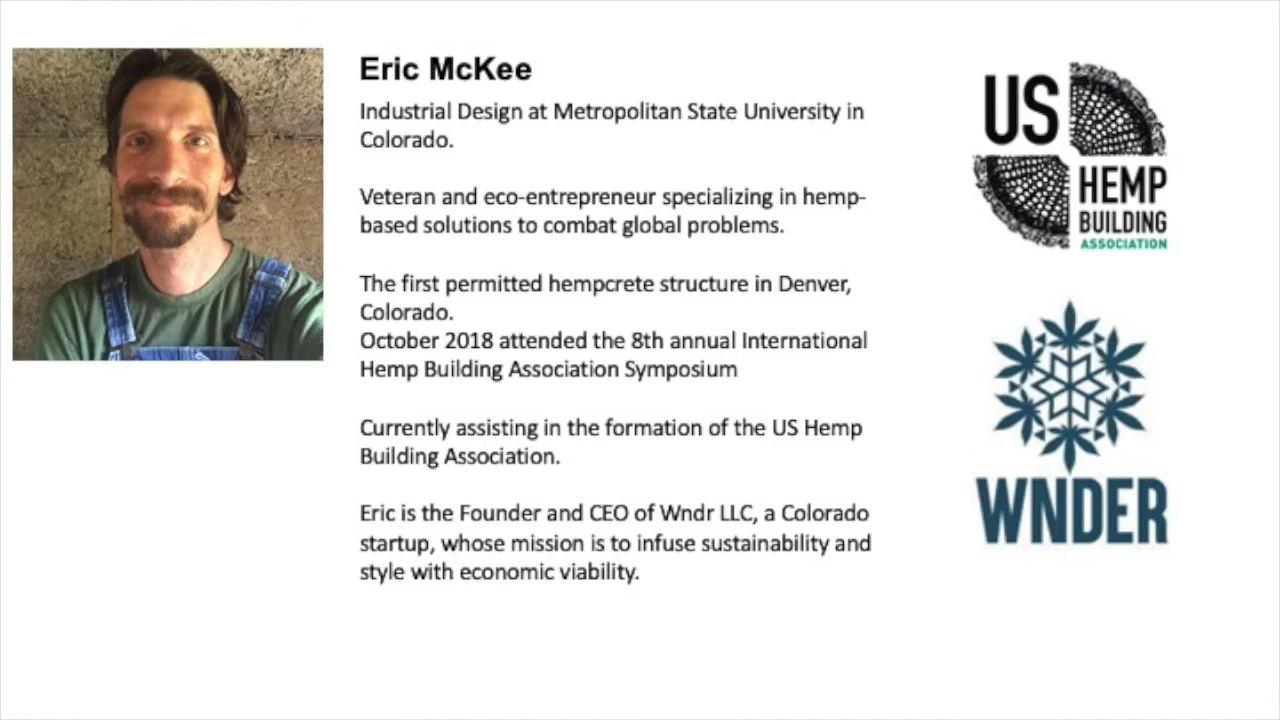 Eric McKee
Industrial Design at Metropolitan State University in
Colorado.
Veteran and eco-entrepreneur specializing in hemp-
based solutions to combat global problems.
The first permitted hempcrete structure in Denver,
Colorado.
October 2018 attended the 8th annual International
Hemp Building Association Symposium
Currently assisting in the formation of the US Hemp
Building Association.
Eric is the Founder and CEO of Wndr LLC, a Colorado
startup, whose mission is to infuse sustainability and
style with economic viability.
US
HEMP
BUILDING
ASSOCIATION
WNDER